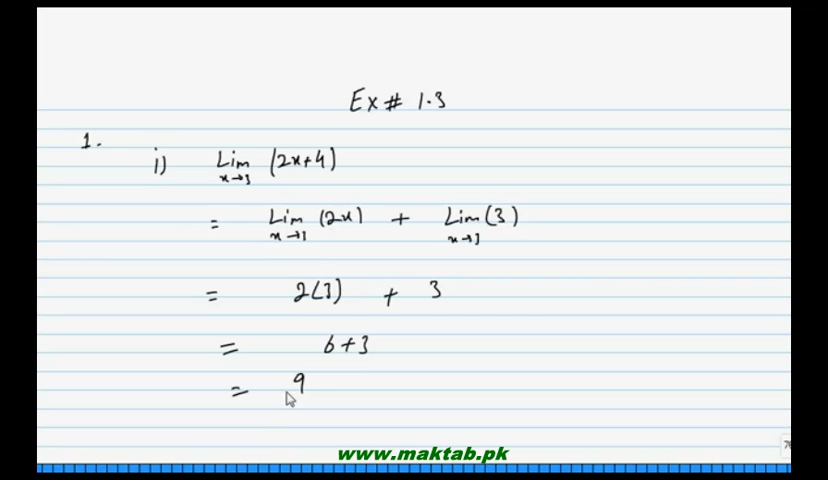 Ex# 1.3
1.
i) Lim x→3 (2x+4)
= Lim x→3 (2x) + Lim x→3 (3)
= 2(3) + 3
= 6+3
= 9
www.maktab.pk